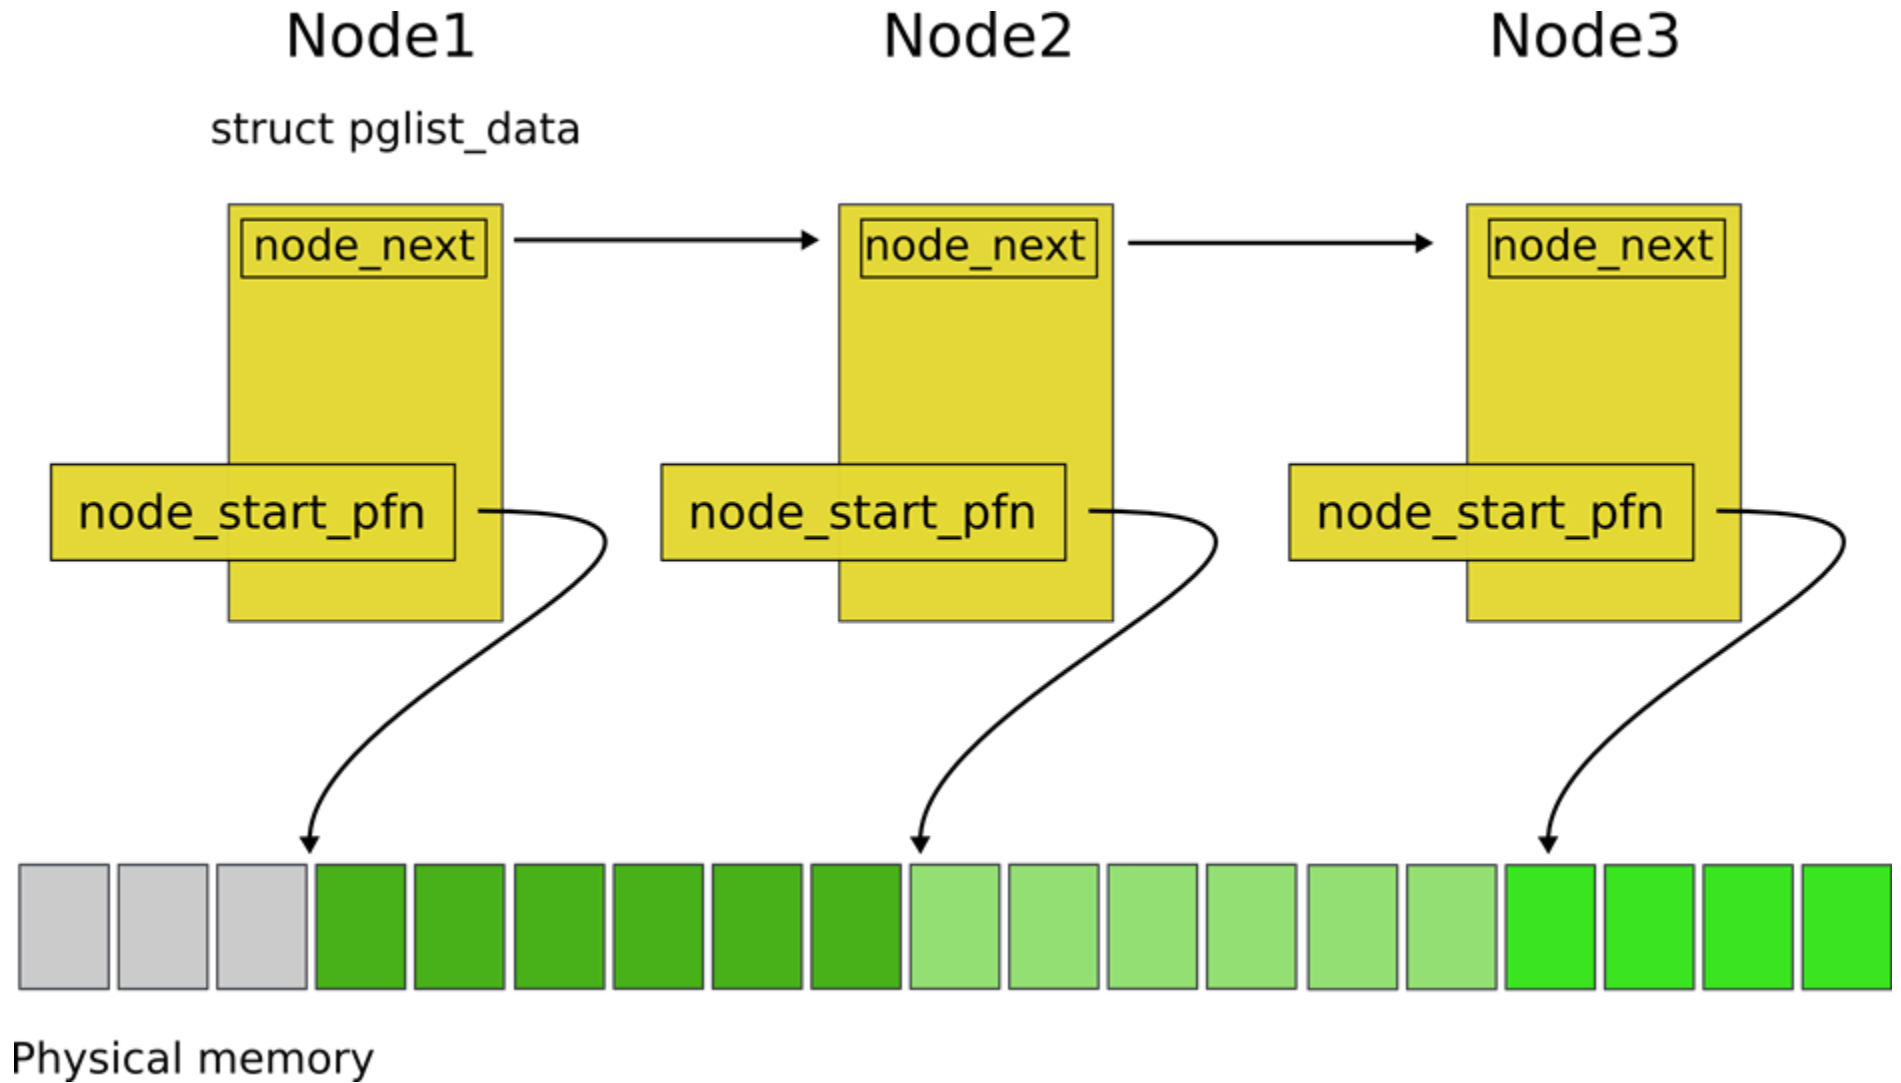 Node1
Node2
Node3
struct pglist_data
node_next
node_next
node_next
node_start_pfn
node_start_pfn
node_start_pfn
Physical memory